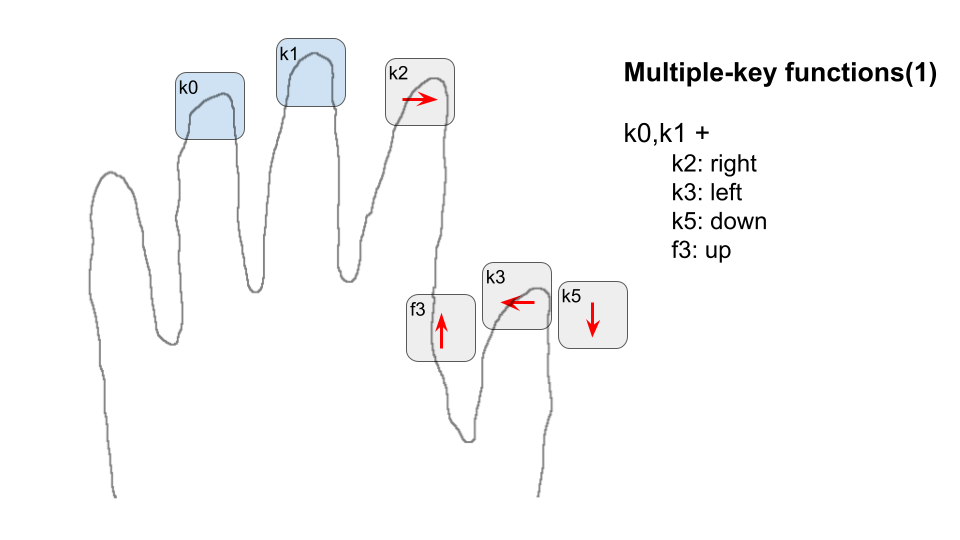 k1
k2
k0
Multiple-key functions(1)
k0,k1 +
k2: right
k3: left
k5: down
f3: up
k3
k5
f3